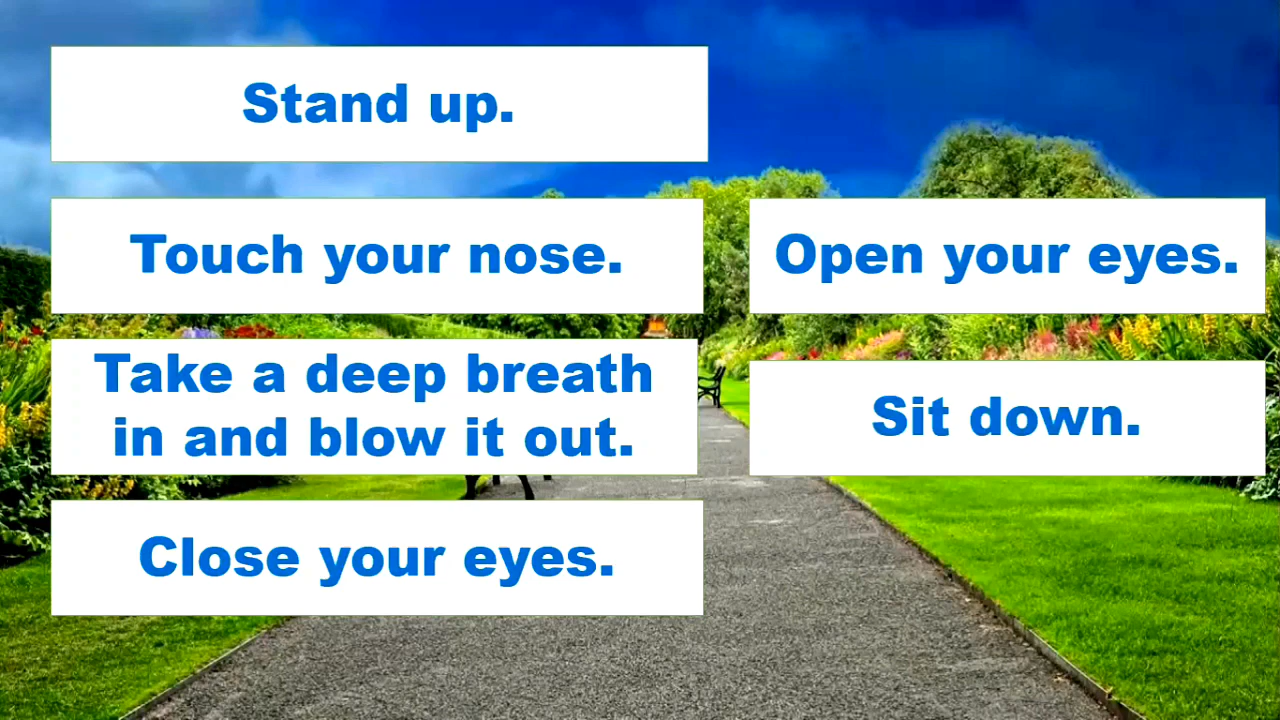 Stand up.
Touch your nose.
Take a deep breath
in and blow it out.
Close your eyes.
Open your eyes.
Sit down.